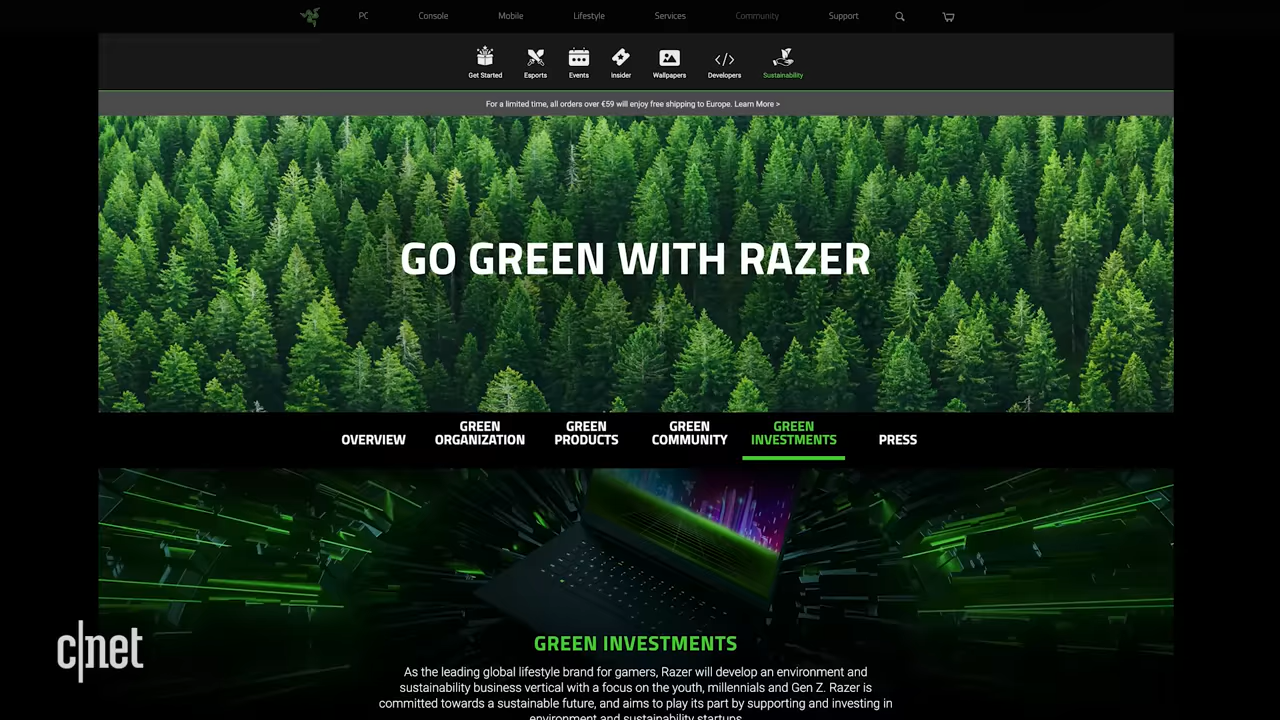 PC Console Mobile Lifestyle Services Community Support
Get Started Esports Events Insider Wallpapers Developers Sustainability
For a limited time, all orders over €59 will enjoy free shipping to Europe. Learn More >
GO GREEN WITH RAZER
OVERVIEW
GREEN
ORGANIZATION
GREEN
PRODUCTS
GREEN
COMMUNITY
GREEN
INVESTMENTS
PRESS
GREEN INVESTMENTS
As the leading global lifestyle brand for gamers, Razer will develop an environment and
sustainability business vertical with a focus on the youth, millennials and Gen Z. Razer is
committed towards a sustainable future, and aims to play its part by supporting and investing in
environment and sustainability startups.
c|net